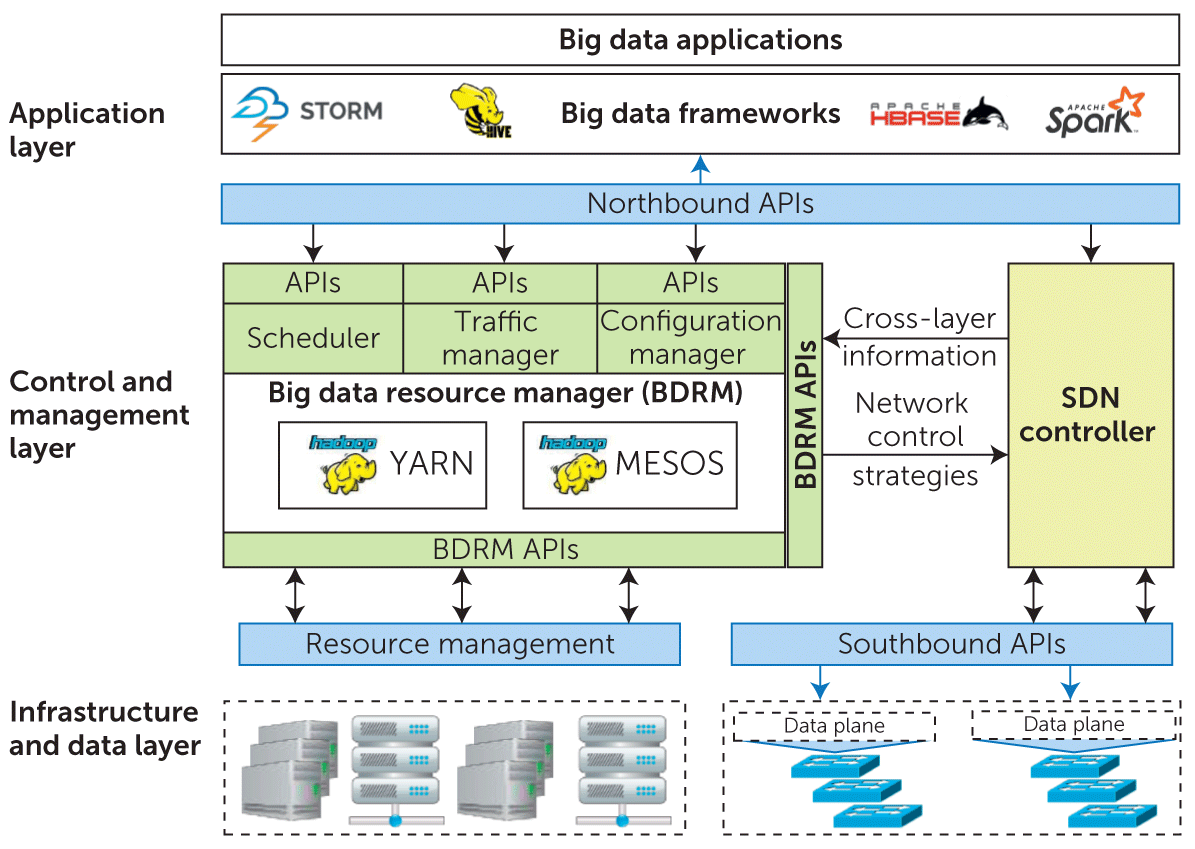 Big data applications
Application
layer
STORM
HIVE
Big data frameworks
APACHE
HBASE
APACHE
Spark
Northbound APIs
APIs
APIs
APIs
Scheduler
Traffic
manager
Configuration
manager
BDRM APIs
Cross-layer
information
Network
control
strategies
SDN
controller
Control and
management
layer
Big data resource manager (BDRM)
hadoop
YARN
hadoop
MESOS
BDRM APIs
Resource management
Southbound APIs
Infrastructure
and data layer
Data plane
Data plane